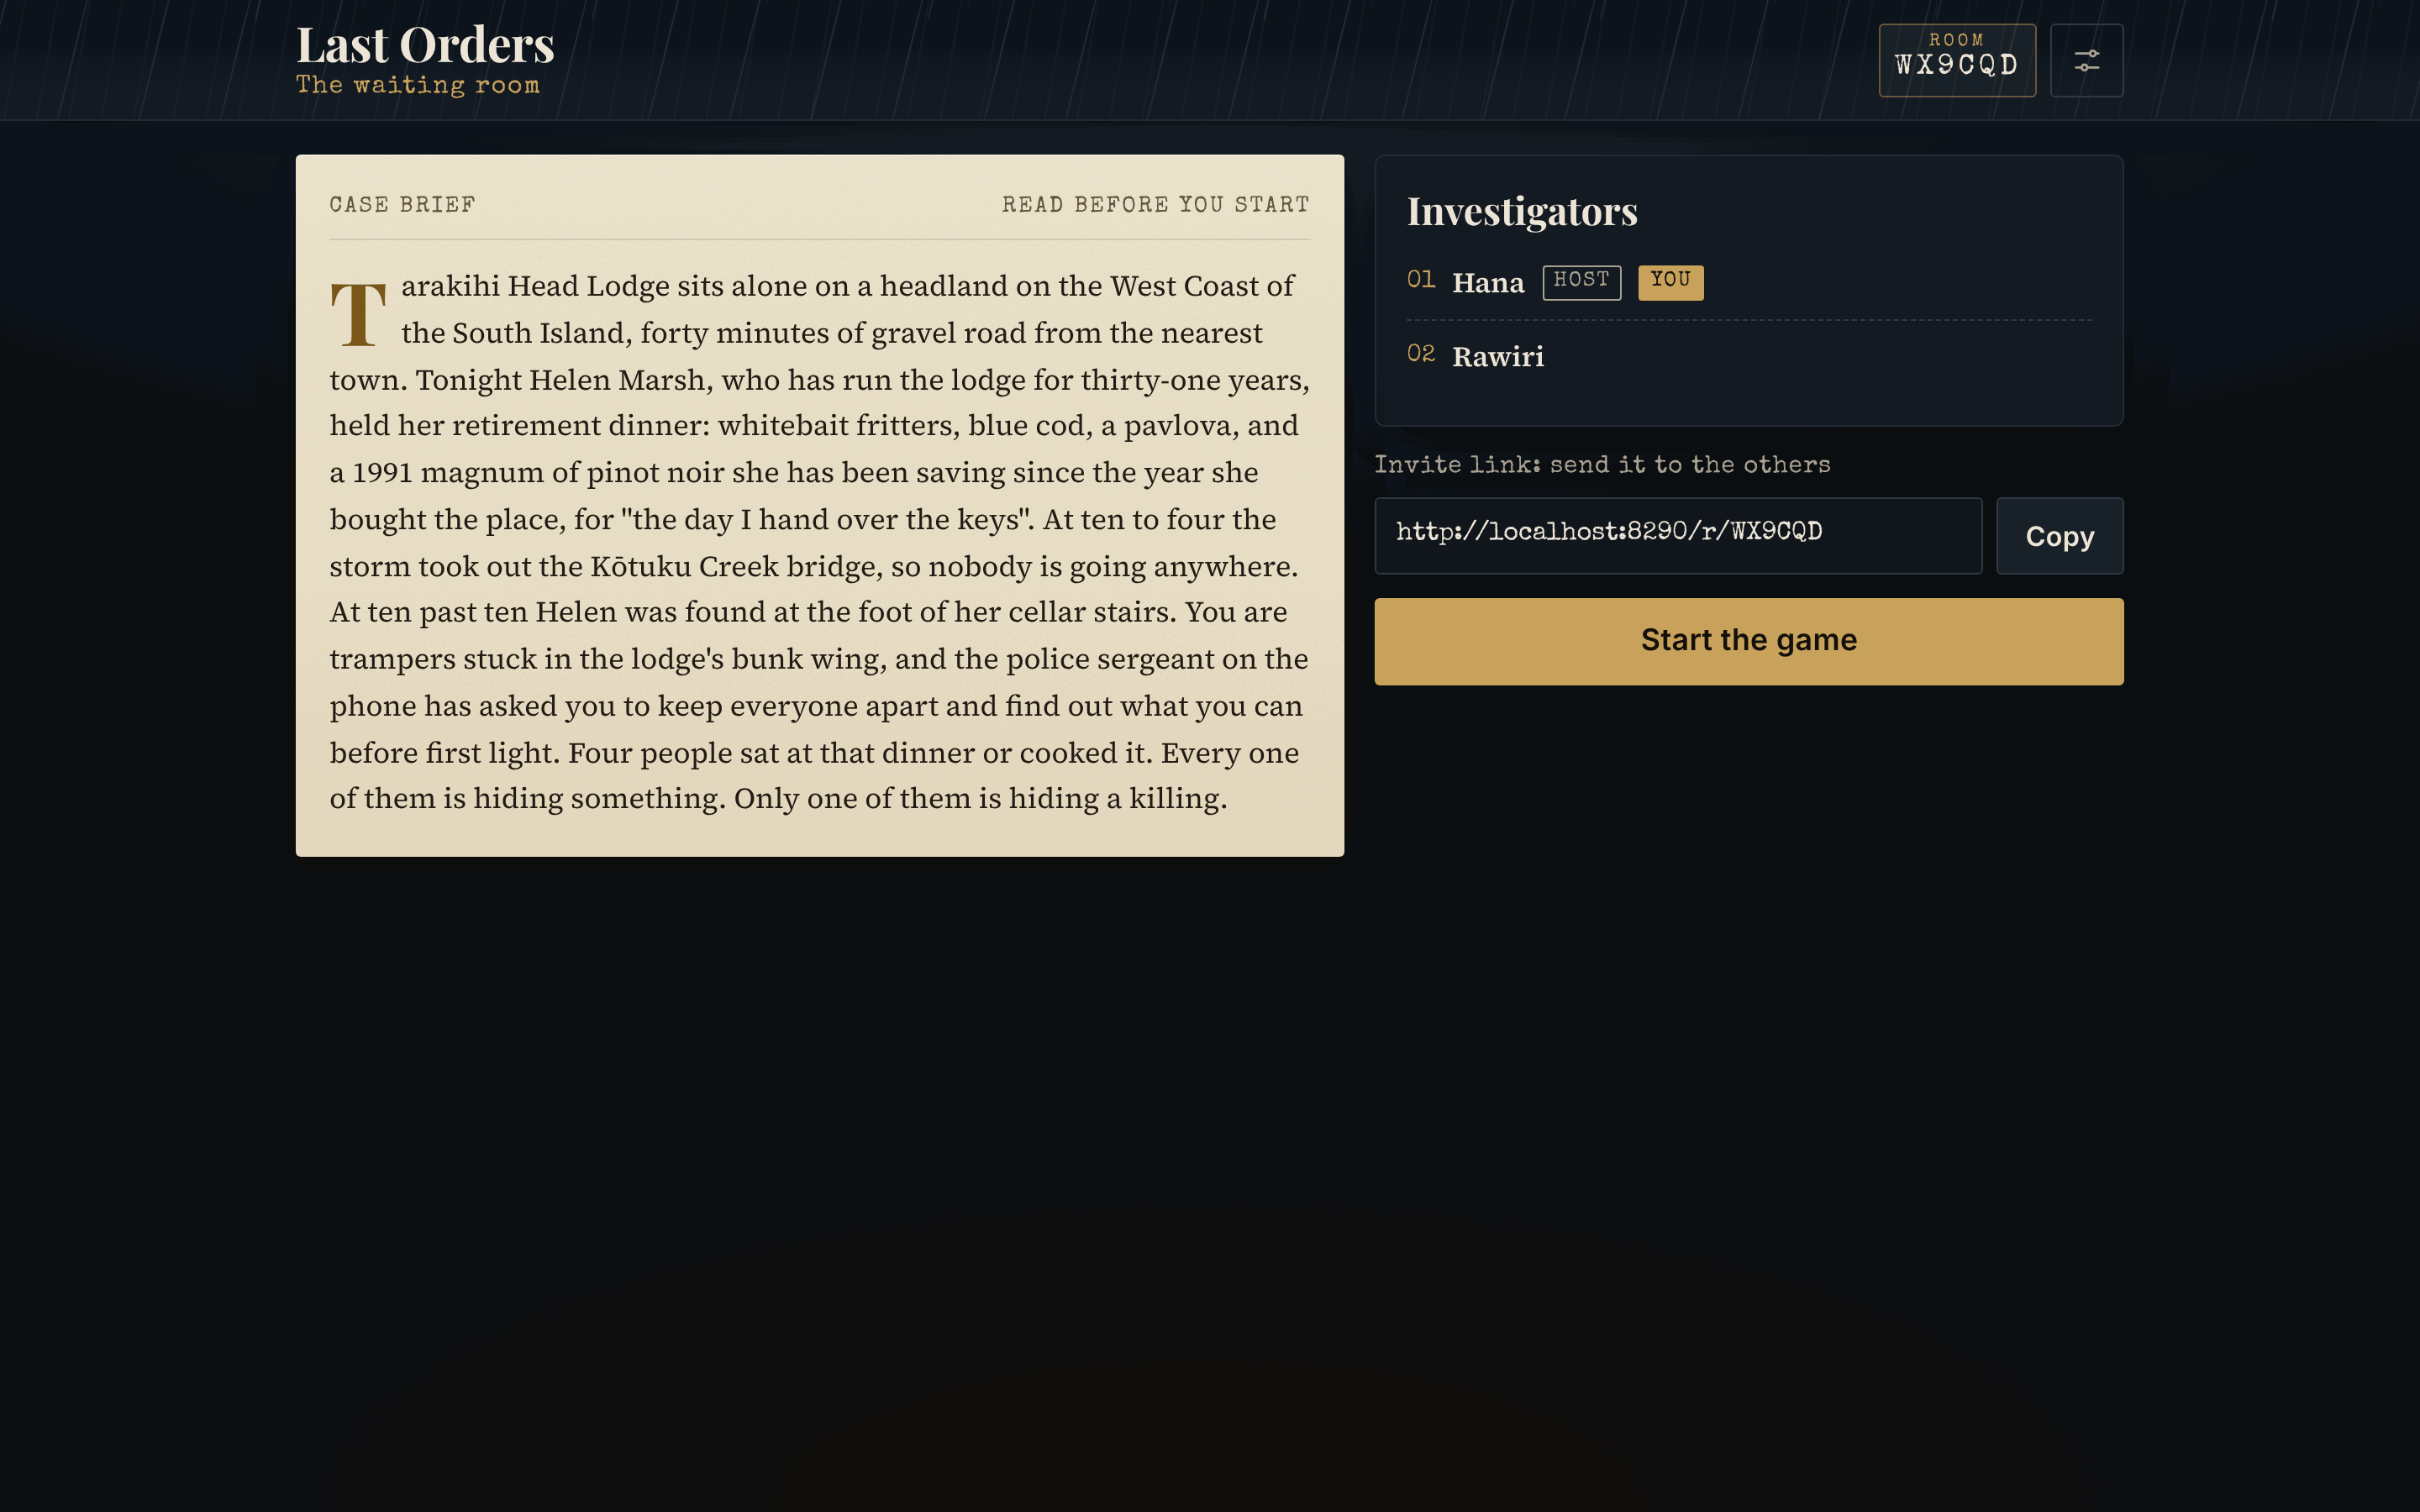 Last Orders
The waiting room
ROOM
WX9CQD
CASE BRIEF
READ BEFORE YOU START
Tarakihi Head Lodge sits alone on a headland on the West Coast of
the South Island, forty minutes of gravel road from the nearest
town. Tonight Helen Marsh, who has run the lodge for thirty-one years,
held her retirement dinner: whitebait fritters, blue cod, a pavlova, and
a 1991 magnum of pinot noir she has been saving since the year she
bought the place, for "the day I hand over the keys". At ten to four the
storm took out the Kōtuku Creek bridge, so nobody is going anywhere.
At ten past ten Helen was found at the foot of her cellar stairs. You are
trampers stuck in the lodge's bunk wing, and the police sergeant on the
phone has asked you to keep everyone apart and find out what you can
before first light. Four people sat at that dinner or cooked it. Every one
of them is hiding something. Only one of them is hiding a killing.
Investigators
01 Hana HOST YOU
02 Rawiri
Invite link: send it to the others
http://localhost:8290/r/WX9CQD
Copy
Start the game